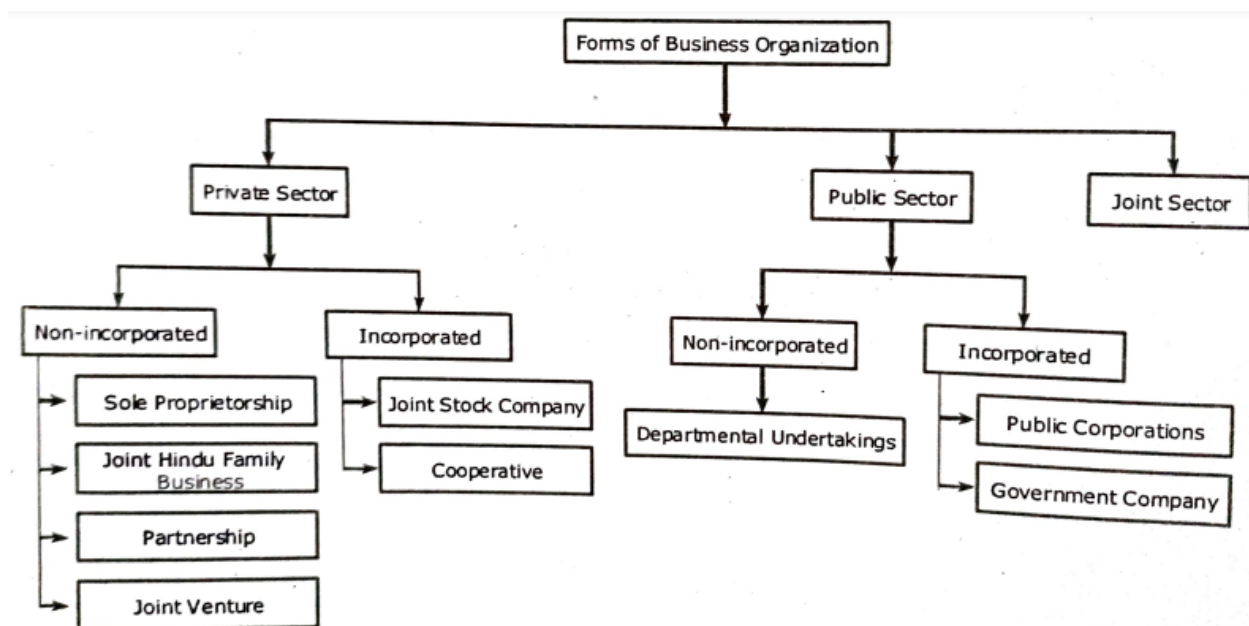 Forms of Business Organization
Private Sector
Public Sector
Joint Sector
Non-incorporated
Incorporated
Non-incorporated
Incorporated
Sole Proprietorship
Joint Hindu Family
Business
Partnership
Joint Venture
Joint Stock Company
Cooperative
Departmental Undertakings
Public Corporations
Government Company